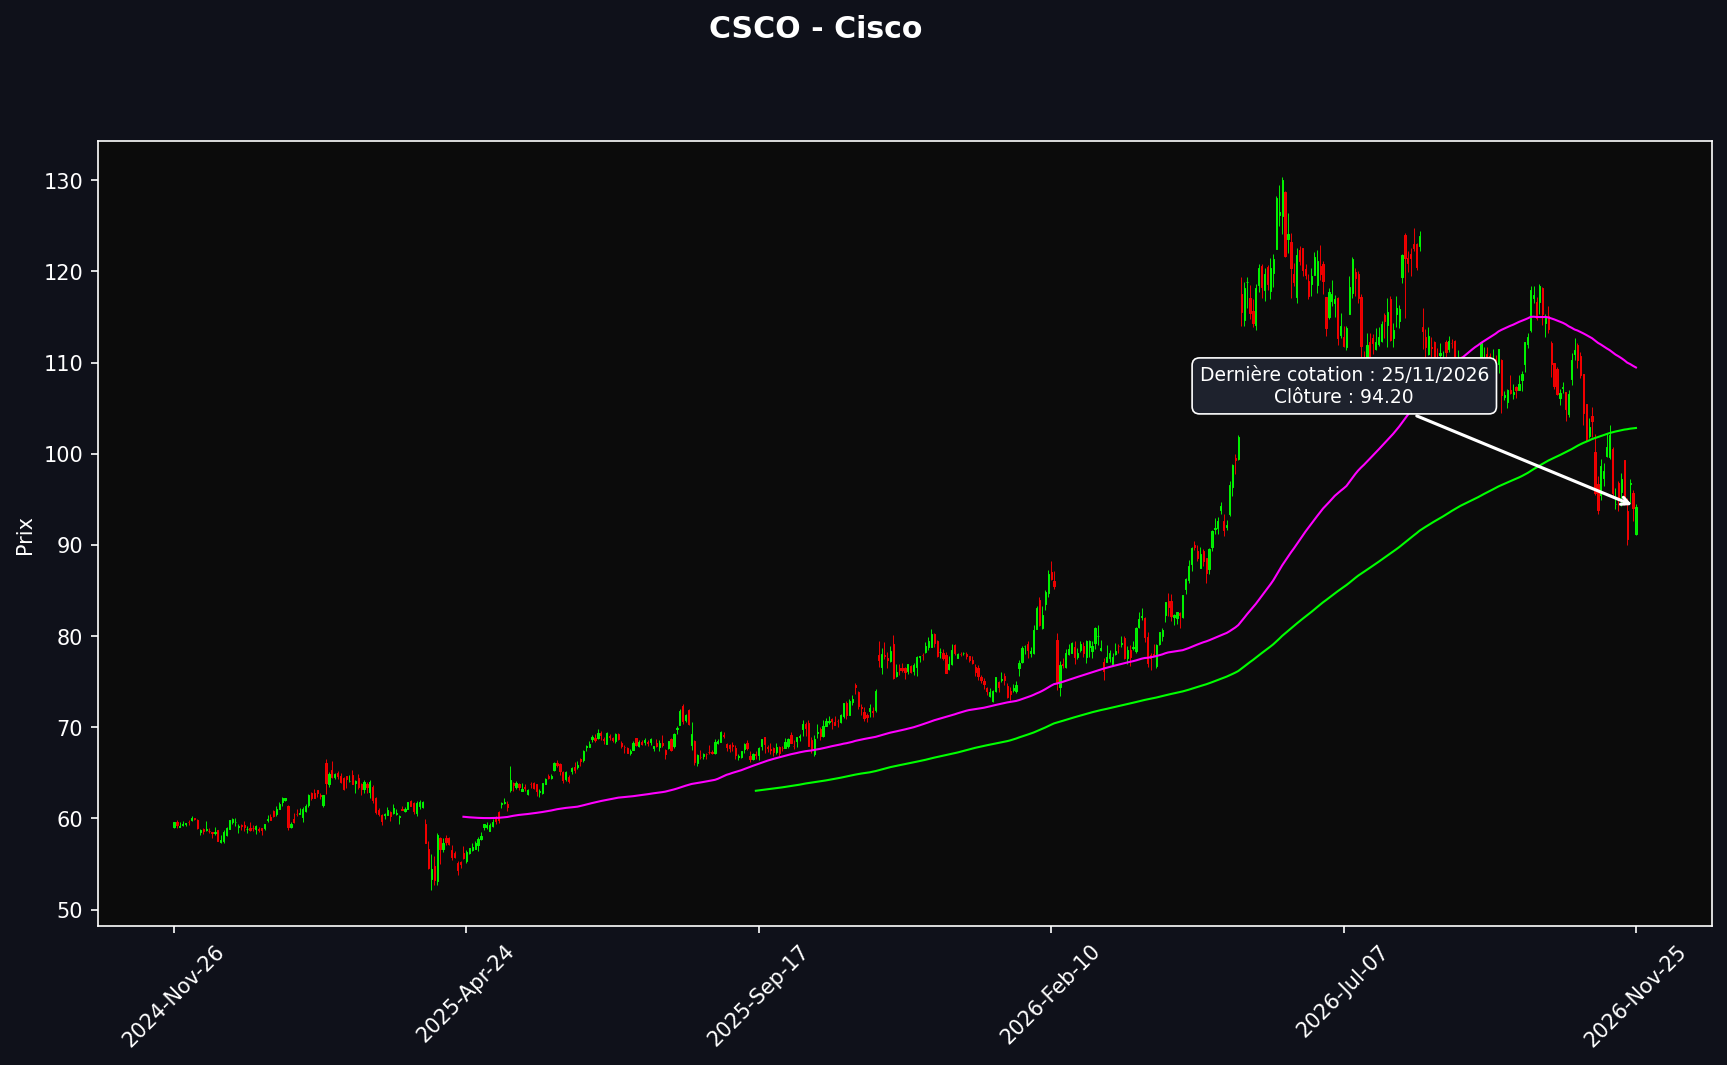 CSCO - Cisco
Prix
130
120
110
100
90
80
70
60
50
Dernière cotation : 25/11/2026
Clôture : 94.20
2024-Nov-26
2025-Apr-24
2025-Sep-17
2026-Feb-10
2026-Jul-07
2026-Nov-25